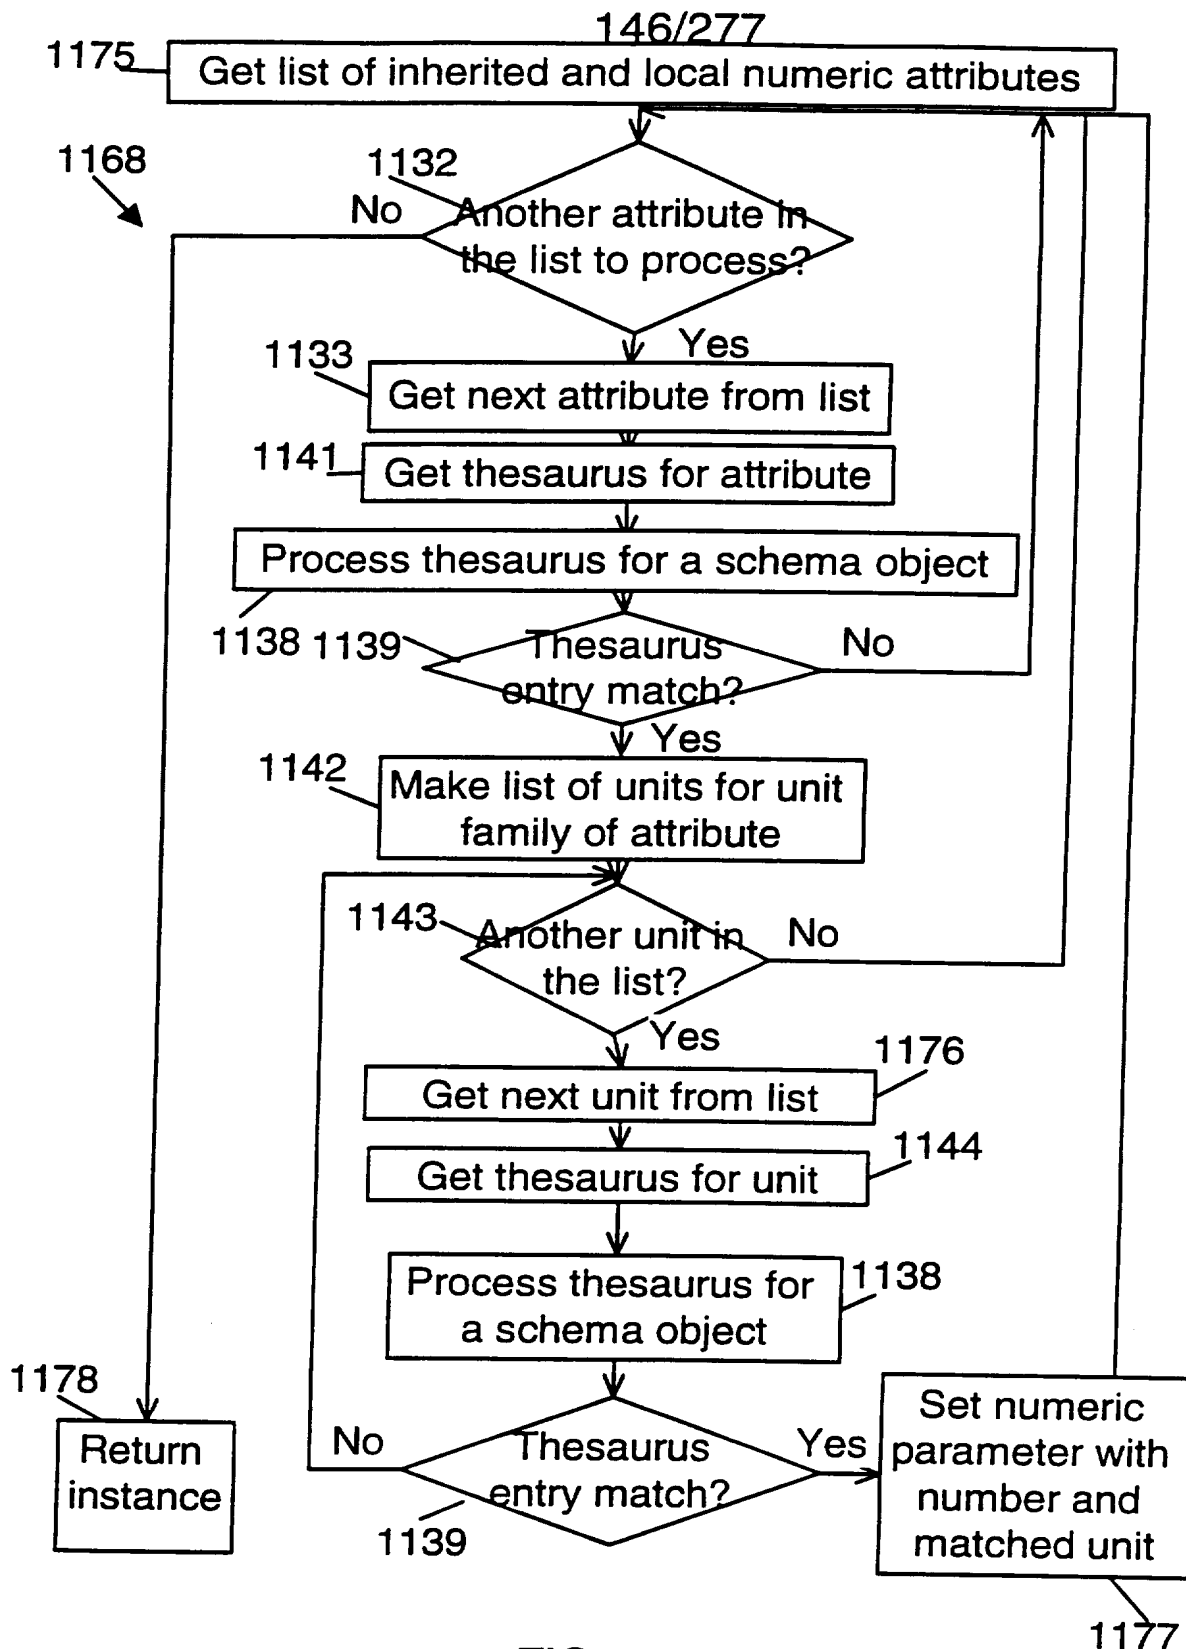 146/277
1175
Get list of inherited and local numeric attributes
1168
1132
No
Another attribute in
the list to process?
Yes
1133
Get next attribute from list
1141
Get thesaurus for attribute
Process thesaurus for a schema object
1138
1139
Thesaurus
entry match?
No
Yes
1142
Make list of units for unit
family of attribute
1143
Another unit in
the list?
No
Yes
1176
Get next unit from list
1144
Get thesaurus for unit
Process thesaurus for
a schema object
1138
1178
Return
instance
No
Thesaurus
entry match?
Yes
1139
Set numeric
parameter with
number and
matched unit
1177